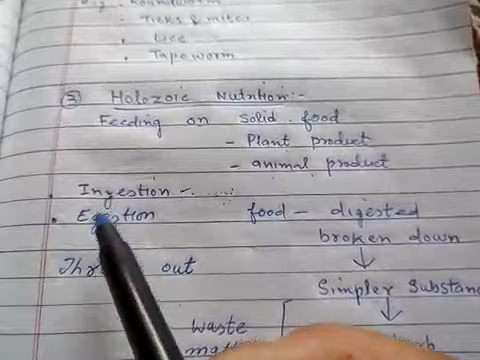 Ticks & mites
Lice
Tapeworm
③ Holozoic Nutrition:-
Feeding on solid food
- Plant product
- animal product
Ingestion -
Egestion
food - digested
broken down
out
Simpler
waste